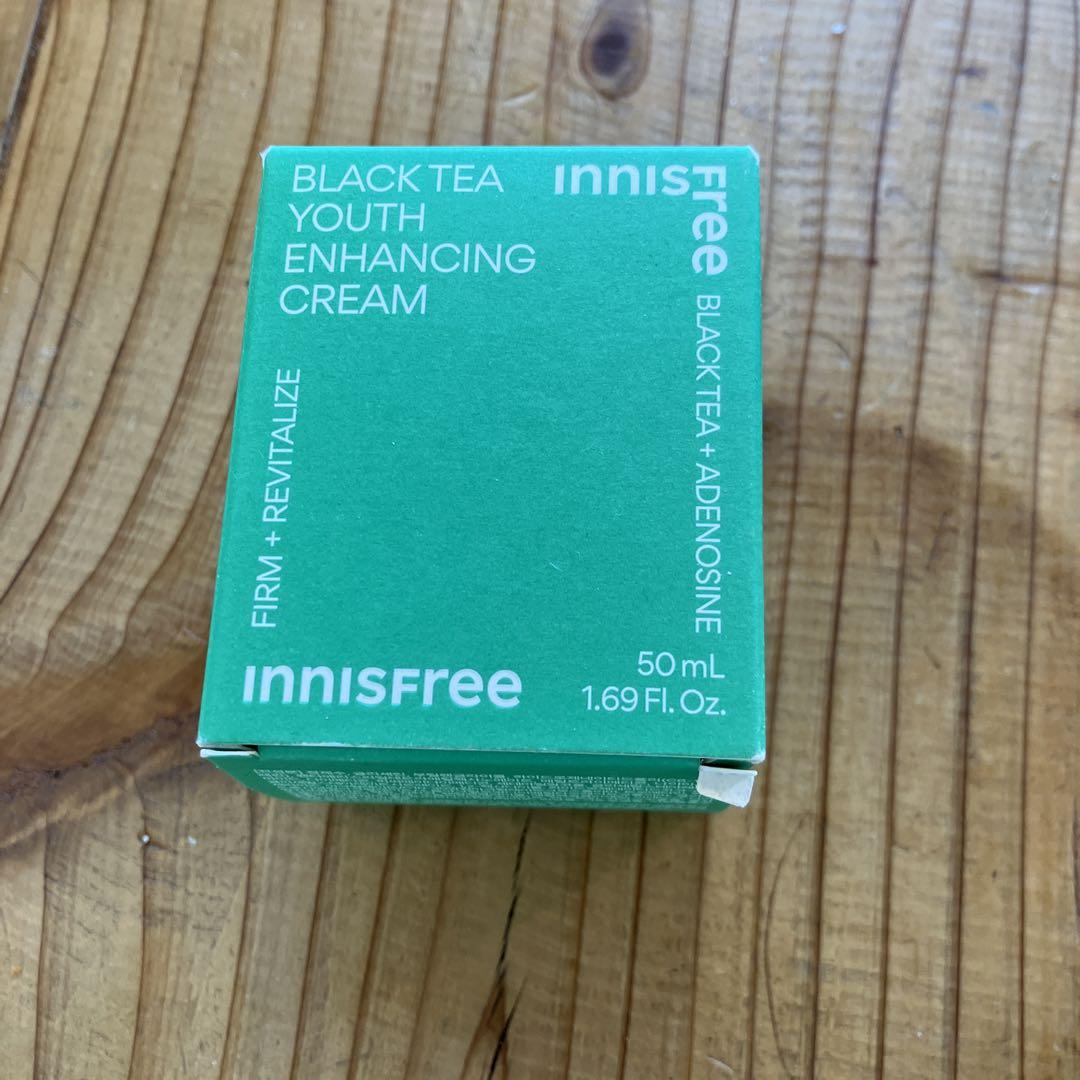 BLACK TEA
YOUTH
ENHANCING
CREAM
innisfree
BLACK TEA + ADENOSINE
FIRM + REVITALIZE
innisfree
50 mL
1.69 Fl. Oz.